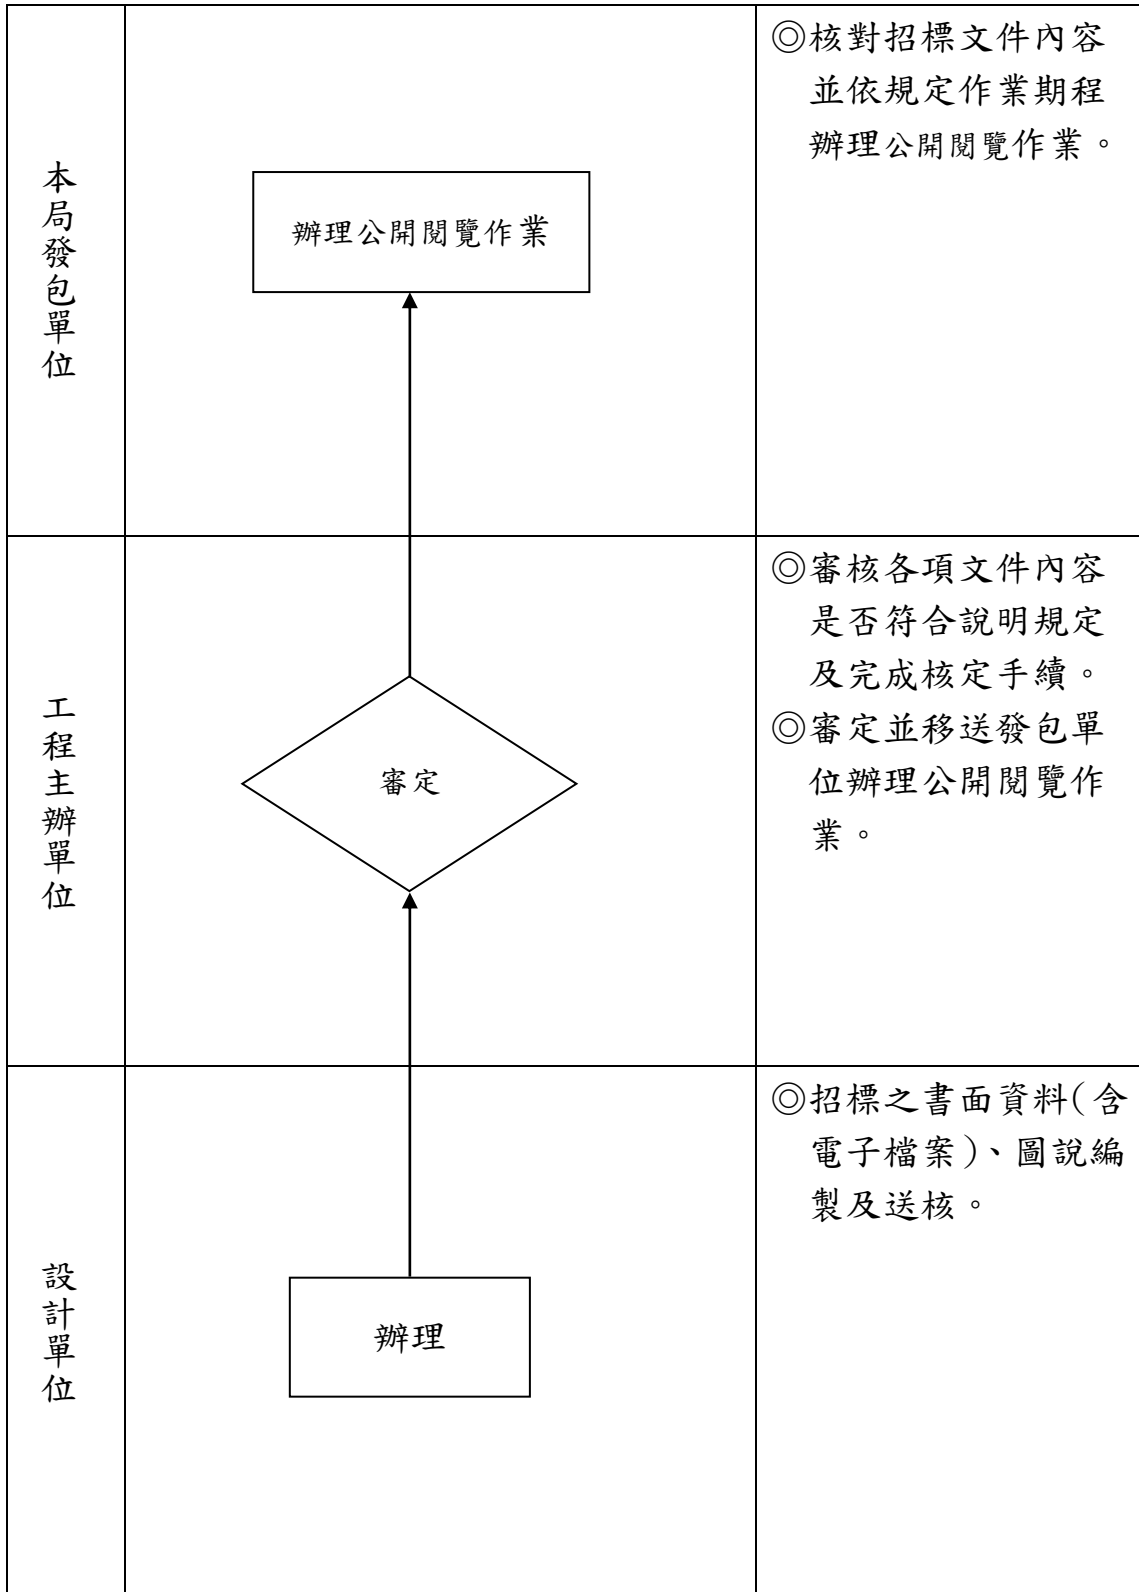 本局發包單位
辦理公開閱覽作業
◎核對招標文件內容
並依規定作業期程
辦理公開閱覽作業。
工程主辦單位
審定
◎審核各項文件內容
是否符合說明規定
及完成核定手續。
◎審定並移送發包單
位辦理公開閱覽作
業。
設計單位
辦理
◎招標之書面資料(含
電子檔案)、圖說編
製及送核。